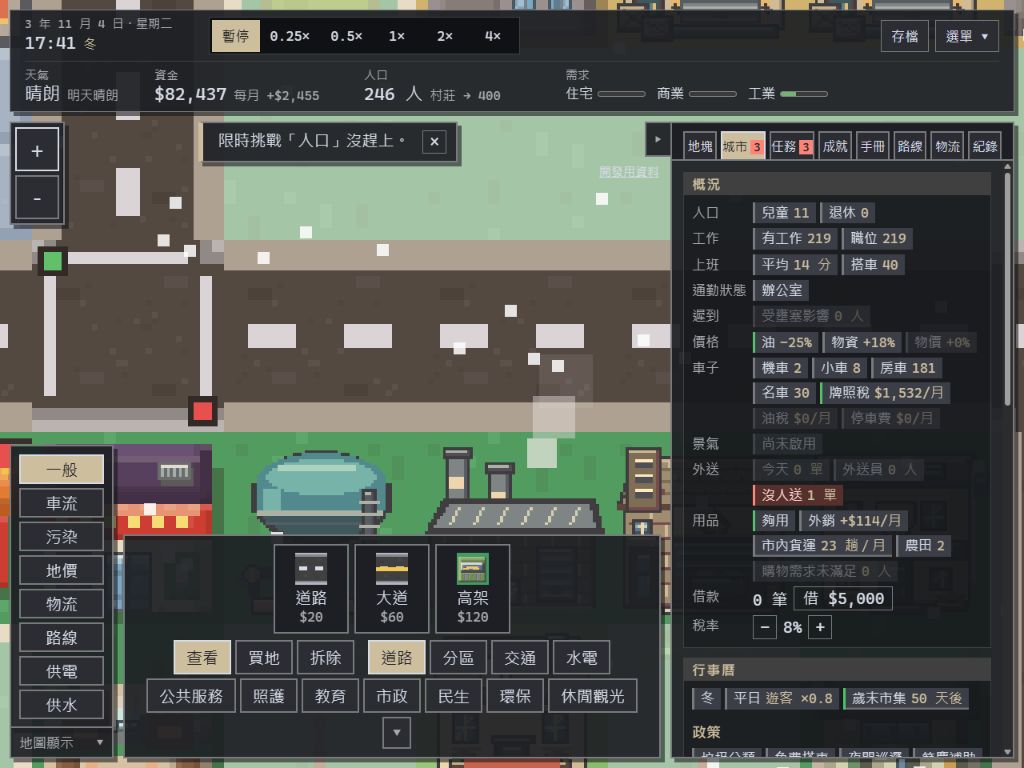 3 年 11 月 4 日·星期二
17:41 冬
暫停 0.25× 0.5× 1× 2× 4×
存檔 選單 ▼
天氣 資金 人口 需求
晴朗 明天晴朗 $82,437 每月 +$2,455 246 人 村莊 → 400 住宅 商業 工業
+
-
限時挑戰「人口」沒趕上。 ×
開發用資料
地塊 城市 3 任務 3 成就 手冊 路線 物流 紀錄
概況
人口 兒童 11 退休 0
工作 有工作 219 職位 219
上班 平均 14 分 搭車 40
通勤狀態 辦公室
遲到 受壅塞影響 0 人
價格 油 −25% 物資 +18% 物價 +0%
車子 機車 2 小車 8 房車 181
名車 30 牌照稅 $1,532/月
油稅 $0/月 停車費 $0/月
景氣 尚未啟用
外送 今天 0 單 外送員 0 人
沒人送 1 單
用品 夠用 外銷 +$114/月
市內貨運 23 趟/月 農田 2
購物需求未滿足 0 人
借款 0 筆 借 $5,000
稅率 − 8% +
行事曆
冬 平日 遊客 ×0.8 歲末市集 50 天後
政策
垃圾分類 免費搭車 夜間巡邏 節慶補助
一般
車流
污染
地價
物流
路線
供電
供水
地圖顯示 ▼
道路 大道 高架
$20 $60 $120
查看 買地 拆除 道路 分區 交通 水電
公共服務 照護 教育 市政 民生 環保 休閒觀光
▼